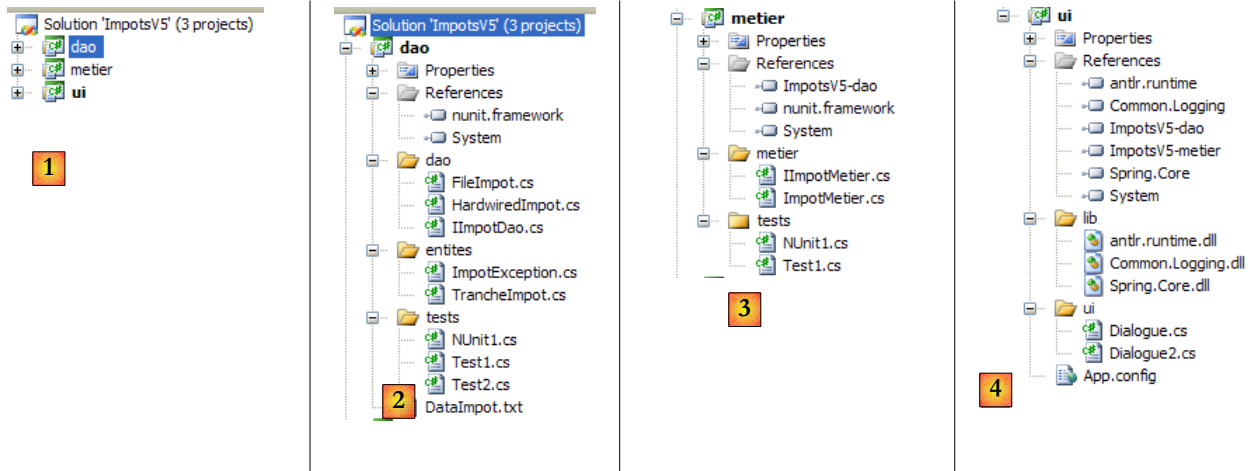 Solution 'ImpotsV5' (3 projects)
dao
metier
ui
1
Solution 'ImpotsV5' (3 projects)
dao
Properties
References
nunit.framework
System
dao
FileImpot.cs
HardwiredImpot.cs
IImpotDao.cs
entites
ImpotException.cs
TrancheImpot.cs
tests
NUnit1.cs
Test1.cs
Test2.cs
DataImpot.txt
2
metier
Properties
References
ImpotsV5-dao
nunit.framework
System
metier
IImpotMetier.cs
ImpotMetier.cs
tests
NUnit1.cs
Test1.cs
3
ui
Properties
References
antlr.runtime
Common.Logging
ImpotsV5-dao
ImpotsV5-metier
Spring.Core
System
lib
antlr.runtime.dll
Common.Logging.dll
Spring.Core.dll
ui
Dialogue.cs
Dialogue2.cs
App.config
4